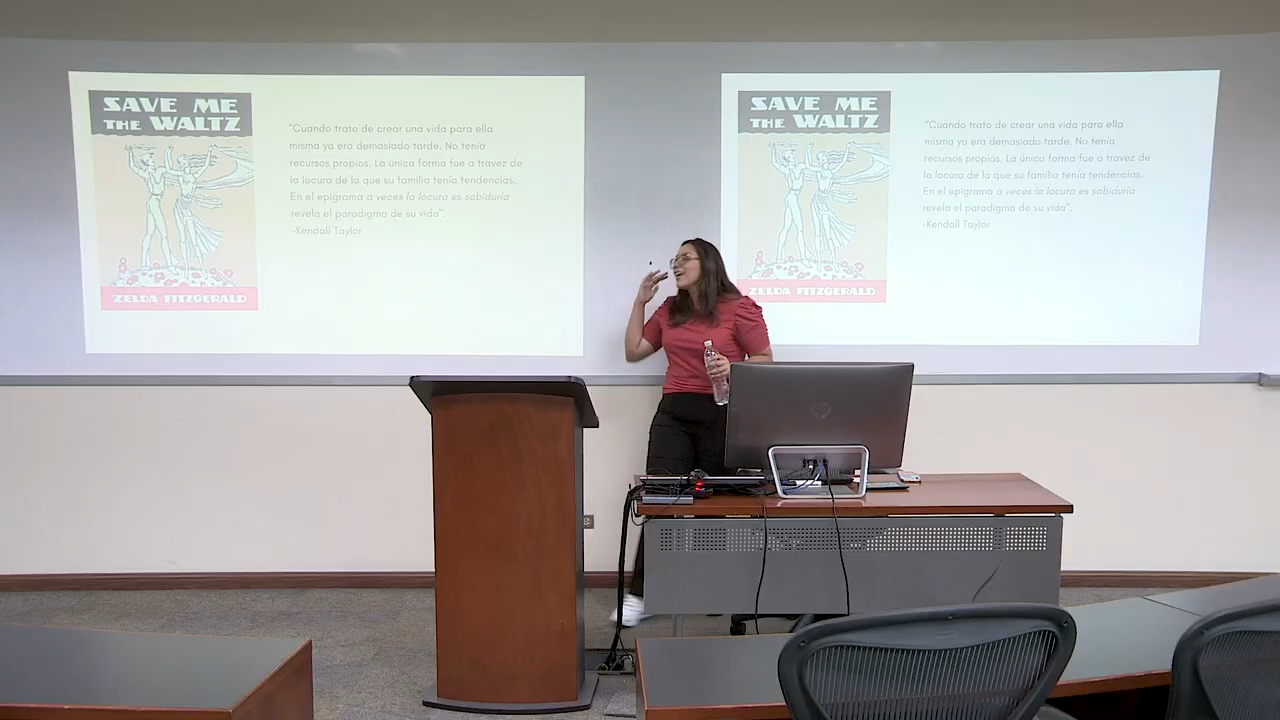 SAVE ME
THE WALTZ
ZELDA FITZGERALD
"Cuando trato de crear una vida para ella
misma ya era demasiado tarde. No tenía
recursos propios. La única forma fue a travez de
la locura de la que su familia tenía tendencias.
En el epigrama a veces la locura es sabiduría
revela el paradigma de su vida".
-Kendall Taylor
SAVE ME
THE WALTZ
ZELDA FITZGERALD
"Cuando trato de crear una vida para ella
misma ya era demasiado tarde. No tenía
recursos propios. La única forma fue a travez de
la locura de la que su familia tenía tendencias.
En el epigrama a veces la locura es sabiduría
revela el paradigma de su vida".
-Kendall Taylor
hp